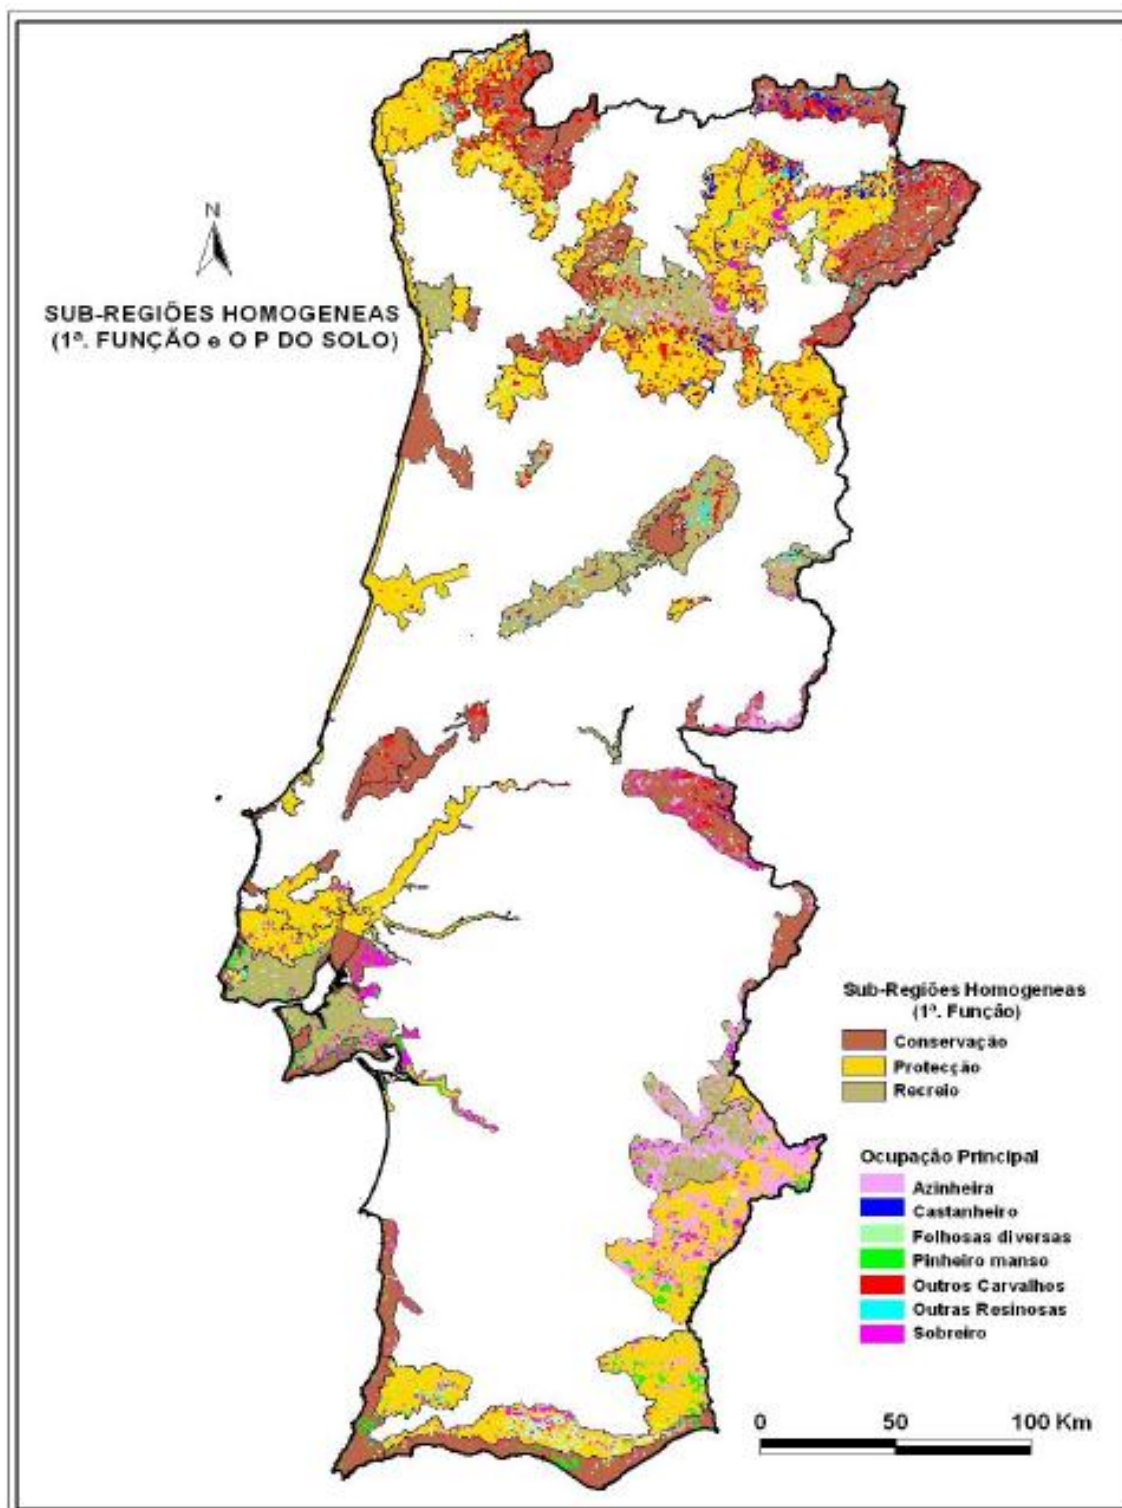 N
SUB-REGIÕES HOMOGENEAS
(1ª. FUNÇÃO e O P DO SOLO)
Sub-Regiões Homogeneas
(1ª. Função)
Conservação
Protecção
Recreio
Ocupação Principal
Azinheira
Castanheiro
Folhosas diversas
Pinheiro manso
Outros Carvalhos
Outras Resinosas
Sobreiro
0 50 100 Km